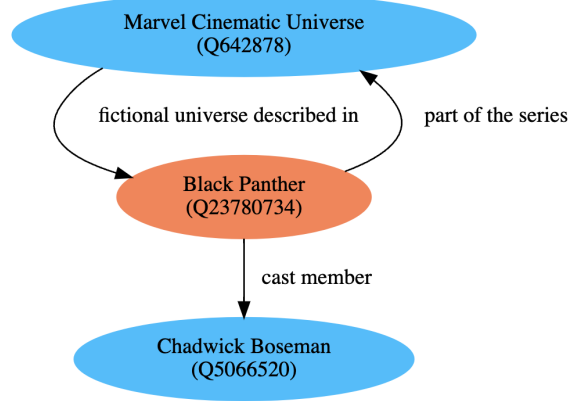 Marvel Cinematic Universe
(Q642878)
fictional universe described in
part of the series
Black Panther
(Q23780734)
cast member
Chadwick Boseman
(Q5066520)